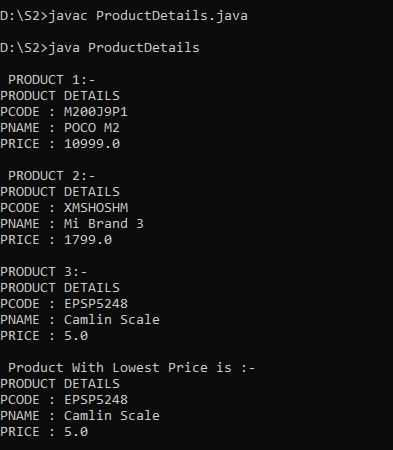 D:\S2>javac ProductDetails.java
D:\S2>java ProductDetails
PRODUCT 1:-
PRODUCT DETAILS
PCODE : M200J9P1
PNAME : POCO M2
PRICE : 10999.0
PRODUCT 2:-
PRODUCT DETAILS
PCODE : XMSHOSHM
PNAME : Mi Brand 3
PRICE : 1799.0
PRODUCT 3:-
PRODUCT DETAILS
PCODE : EPSP5248
PNAME : Camlin Scale
PRICE : 5.0
Product With Lowest Price is :-
PRODUCT DETAILS
PCODE : EPSP5248
PNAME : Camlin Scale
PRICE : 5.0